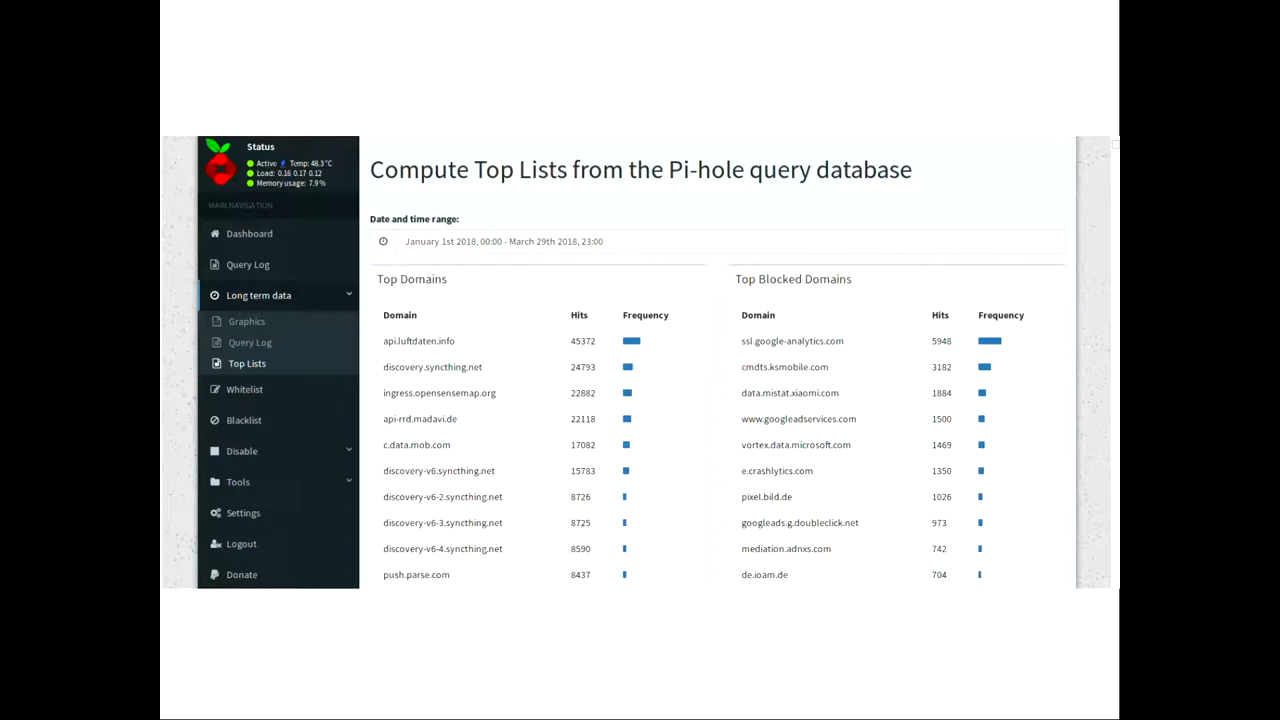 Status
Active Temp: 48.3 °C
Load: 0.16 0.17 0.12
Memory usage: 7.9 %
MAIN NAVIGATION
Dashboard
Query Log
Long term data
Graphics
Query Log
Top Lists
Whitelist
Blacklist
Disable
Tools
Settings
Logout
Donate
Compute Top Lists from the Pi-hole query database
Date and time range:
January 1st 2018, 00:00 - March 29th 2018, 23:00
Top Domains
Domain Hits Frequency
api.luftdaten.info 45372
discovery.syncthing.net 24793
ingress.opensensemap.org 22882
api-rrd.madavi.de 22118
c.data.mob.com 17082
discovery-v6.syncthing.net 15783
discovery-v6-2.syncthing.net 8726
discovery-v6-3.syncthing.net 8725
discovery-v6-4.syncthing.net 8590
push.parse.com 8437
Top Blocked Domains
Domain Hits Frequency
ssl.google-analytics.com 5948
cmdts.ksmobile.com 3182
data.mistat.xiaomi.com 1884
www.googleadservices.com 1500
vortex.data.microsoft.com 1469
e.crashlytics.com 1350
pixel.bild.de 1026
googleads.g.doubleclick.net 973
mediation.adnxs.com 742
de.ioam.de 704